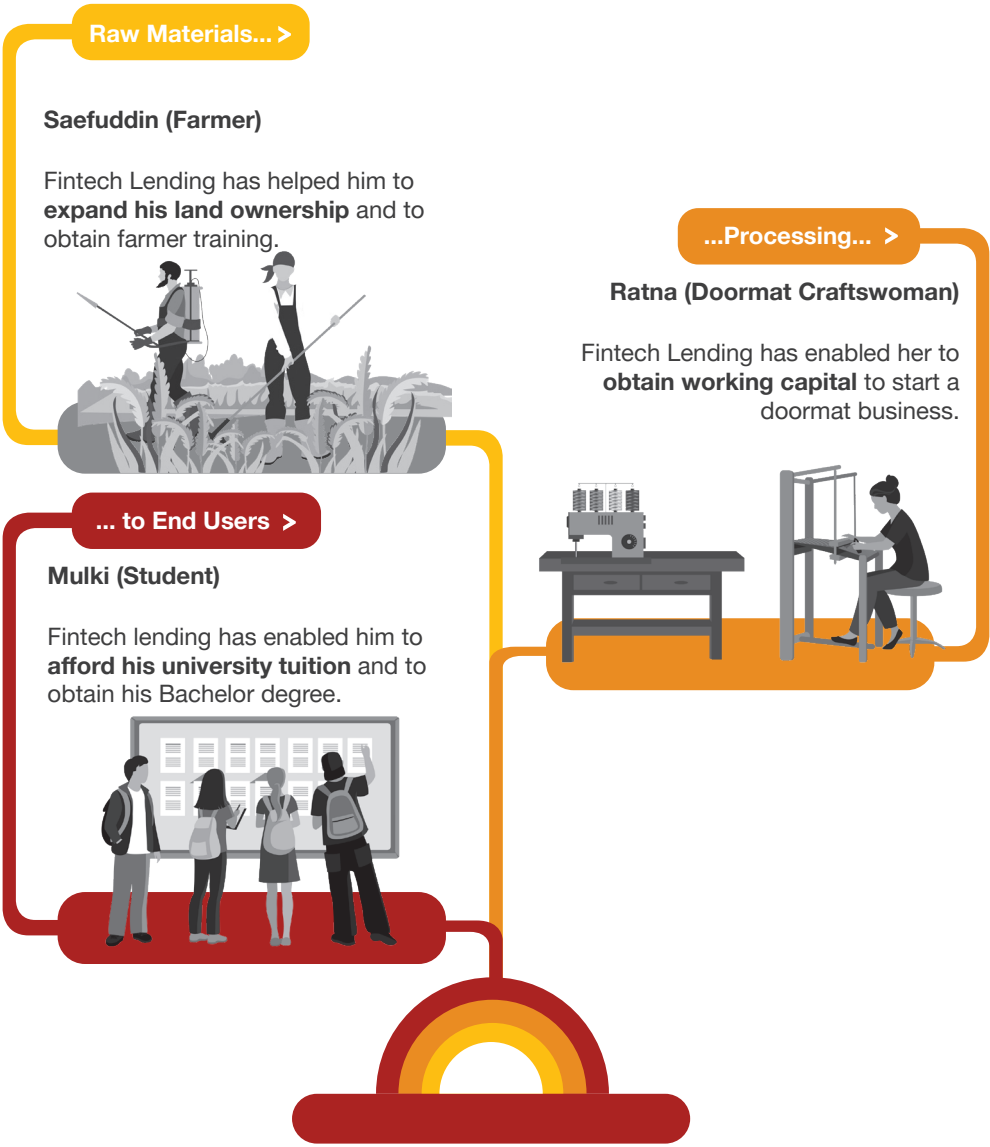 Raw Materials... >
Saefuddin (Farmer)
Fintech Lending has helped him to
expand his land ownership and to
obtain farmer training.
...Processing... >
Ratna (Doormat Craftswoman)
Fintech Lending has enabled her to
obtain working capital to start a
doormat business.
... to End Users >
Mulki (Student)
Fintech lending has enabled him to
afford his university tuition and to
obtain his Bachelor degree.